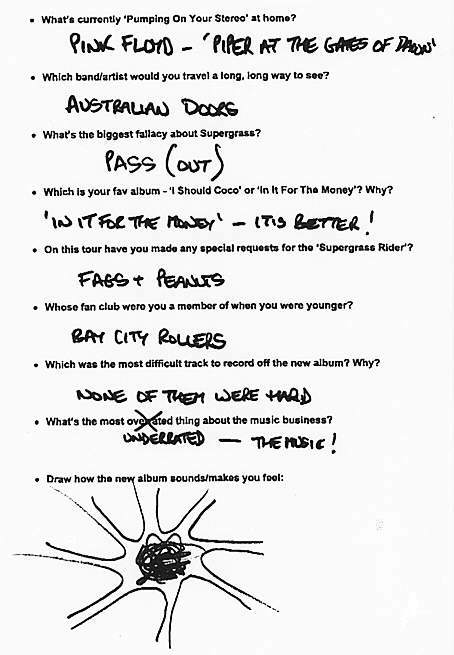 • What's currently 'Pumping On Your Stereo' at home?
PINK FLOYD - 'PIPER AT THE GATES OF DAWN'
• Which band/artist would you travel a long, long way to see?
AUSTRALIAN DOORS
• What's the biggest fallacy about Supergrass?
PASS (OUT)
• Which is your fav album - 'I Should Coco' or 'In It For The Money'? Why?
'IN IT FOR THE MONEY' - IT IS BETTER!
• On this tour have you made any special requests for the 'Supergrass Rider'?
FAGS + PEANUTS
• Whose fan club were you a member of when you were younger?
BAY CITY ROLLERS
• Which was the most difficult track to record off the new album? Why?
NONE OF THEM WERE HARD
• What's the most overrated thing about the music business?
UNDERRATED - THE MUSIC!
• Draw how the new album sounds/makes you feel: